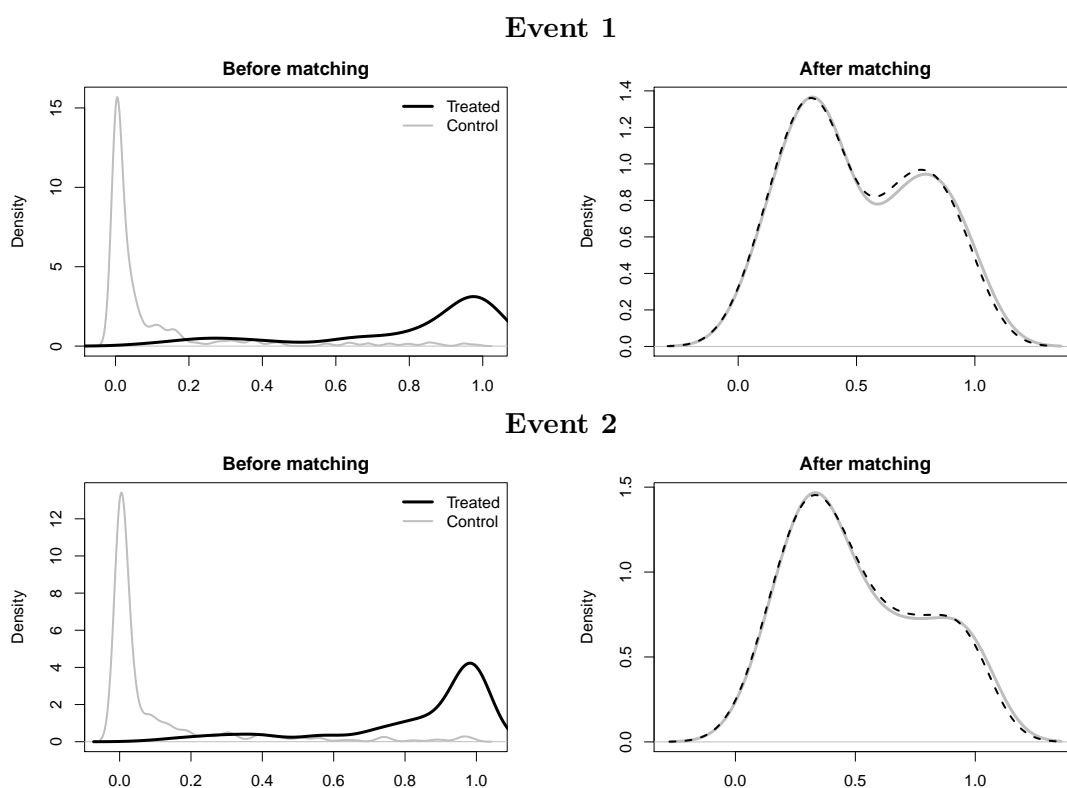 Event 1
Before matching
After matching
Treated
Control
Density
0
5
10
15
0.0 0.2 0.4 0.6 0.8 1.0
Density
0.0
0.2
0.4
0.6
0.8
1.0
1.2
1.4
0.0 0.5 1.0
Event 2
Before matching
After matching
Treated
Control
Density
0
2
4
6
8
10
12
0.0 0.2 0.4 0.6 0.8 1.0
Density
0.0
0.5
1.0
1.5
0.0 0.5 1.0